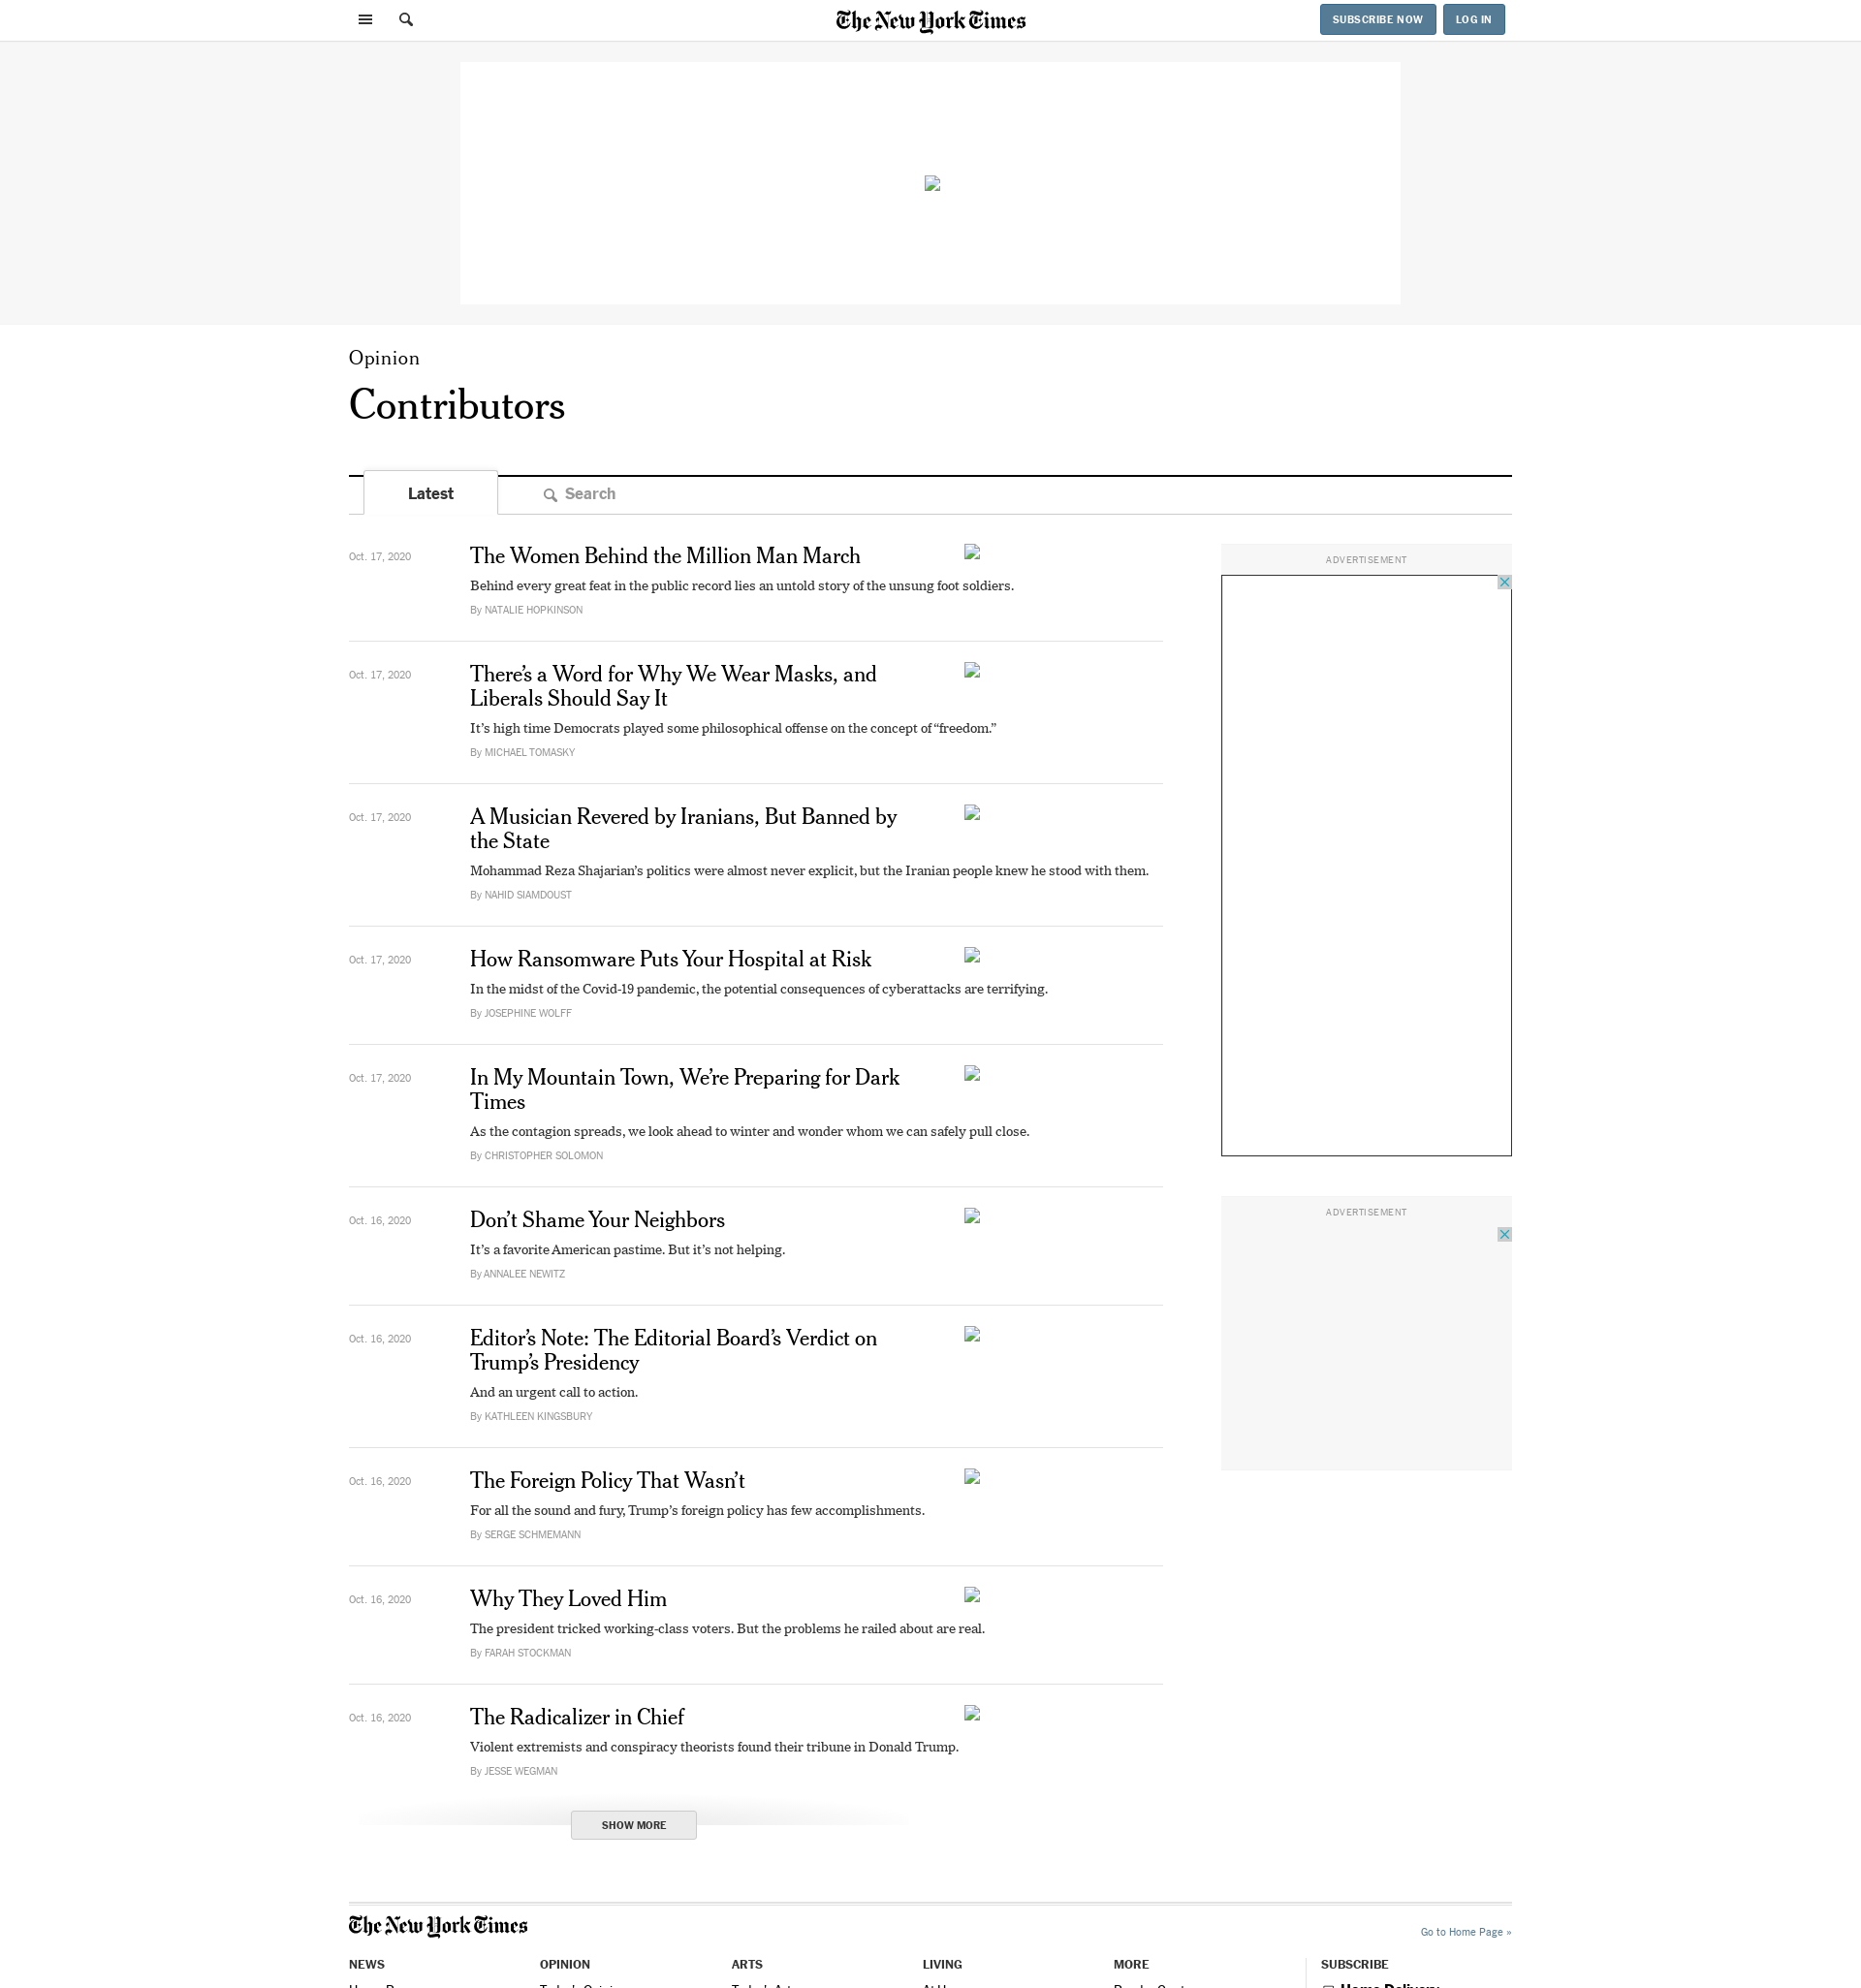 The New York Times
SUBSCRIBE NOW
LOG IN
Opinion
Contributors
Latest
Search
Oct. 17, 2020
The Women Behind the Million Man March
Behind every great feat in the public record lies an untold story of the unsung foot soldiers.
By NATALIE HOPKINSON
Oct. 17, 2020
There’s a Word for Why We Wear Masks, and
Liberals Should Say It
It’s high time Democrats played some philosophical offense on the concept of “freedom.”
By MICHAEL TOMASKY
Oct. 17, 2020
A Musician Revered by Iranians, But Banned by
the State
Mohammad Reza Shajarian’s politics were almost never explicit, but the Iranian people knew he stood with them.
By NAHID SIAMDOUST
Oct. 17, 2020
How Ransomware Puts Your Hospital at Risk
In the midst of the Covid-19 pandemic, the potential consequences of cyberattacks are terrifying.
By JOSEPHINE WOLFF
Oct. 17, 2020
In My Mountain Town, We’re Preparing for Dark
Times
As the contagion spreads, we look ahead to winter and wonder whom we can safely pull close.
By CHRISTOPHER SOLOMON
Oct. 16, 2020
Don’t Shame Your Neighbors
It’s a favorite American pastime. But it’s not helping.
By ANNALEE NEWITZ
Oct. 16, 2020
Editor’s Note: The Editorial Board’s Verdict on
Trump’s Presidency
And an urgent call to action.
By KATHLEEN KINGSBURY
Oct. 16, 2020
The Foreign Policy That Wasn’t
For all the sound and fury, Trump’s foreign policy has few accomplishments.
By SERGE SCHMEMANN
Oct. 16, 2020
Why They Loved Him
The president tricked working-class voters. But the problems he railed about are real.
By FARAH STOCKMAN
Oct. 16, 2020
The Radicalizer in Chief
Violent extremists and conspiracy theorists found their tribune in Donald Trump.
By JESSE WEGMAN
SHOW MORE
ADVERTISEMENT
ADVERTISEMENT
The New York Times
Go to Home Page »
NEWS
OPINION
ARTS
LIVING
MORE
SUBSCRIBE
Home Delivery